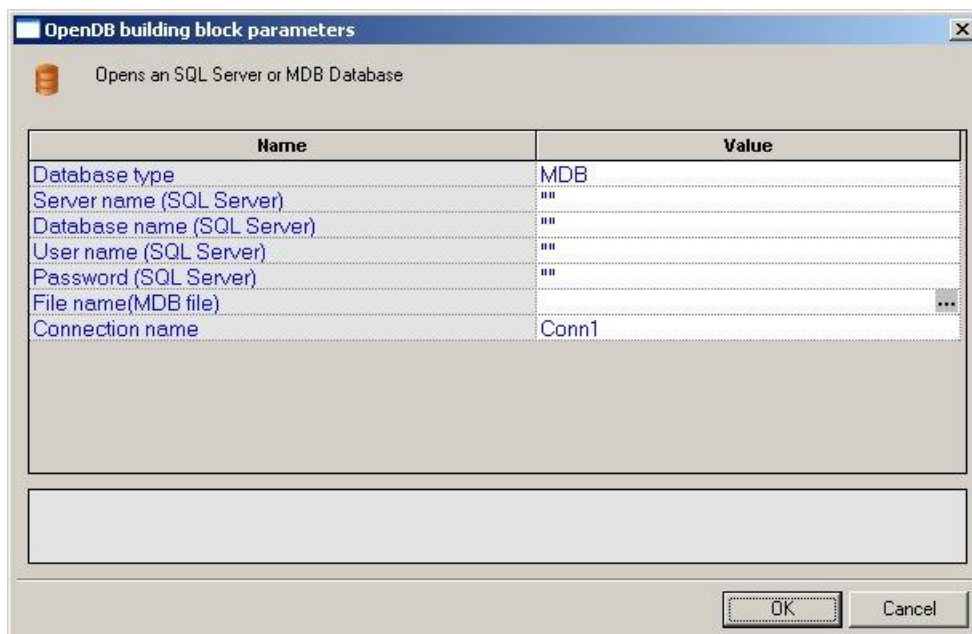 OpenDB building block parameters
Opens an SQL Server or MDB Database
Name Value
Database type MDB
Server name (SQL Server) ""
Database name (SQL Server) ""
User name (SQL Server) ""
Password (SQL Server) ""
File name(MDB file) ...
Connection name Conn1
OK Cancel